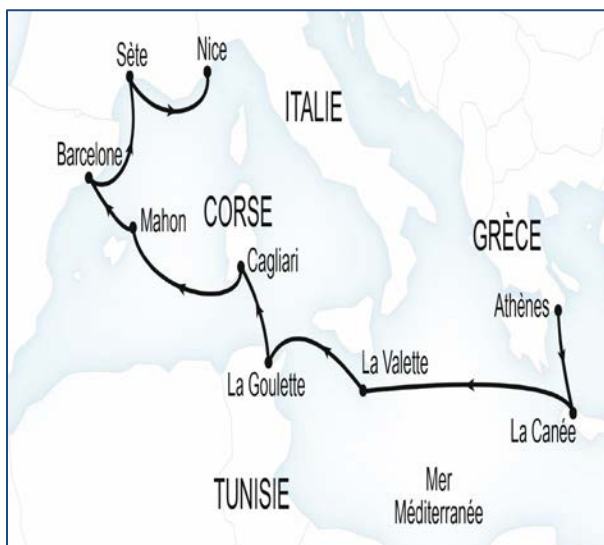 Sète
Nice
ITALIE
Barcelone
CORSE
Mahon
GRÈCE
Cagliari
Athènes
La Valette
La Goulette
La Canée
TUNISIE
Mer
Méditerranée